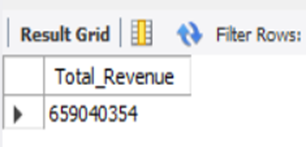 Result Grid Filter Rows:
Total_Revenue
659040354